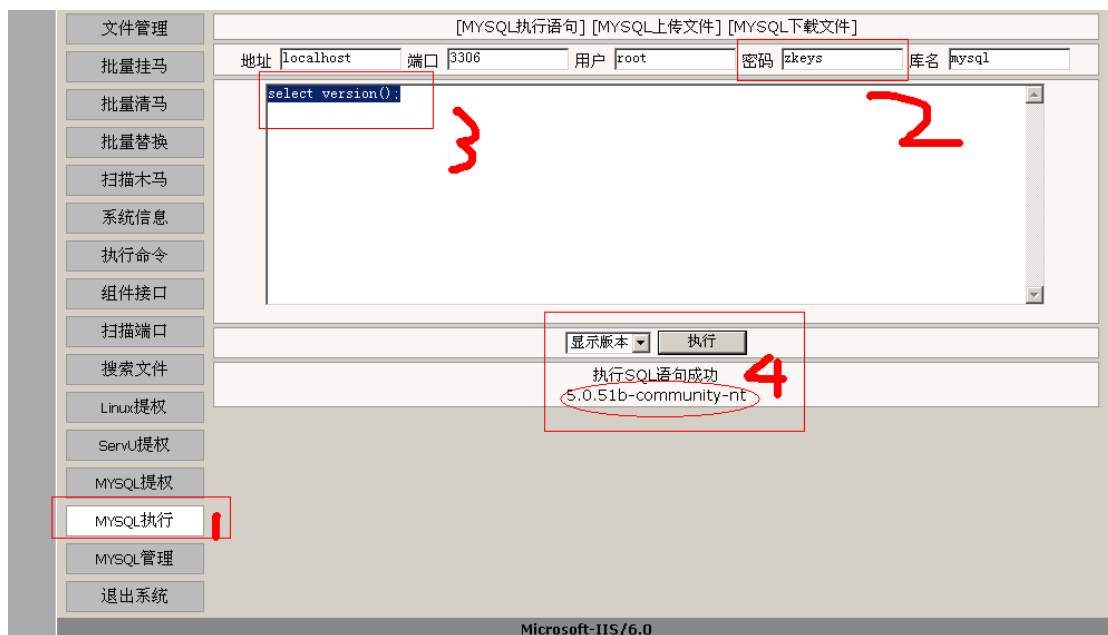 文件管理
批量挂马
批量清马
批量替换
扫描木马
系统信息
执行命令
组件接口
扫描端口
搜索文件
Linux提权
ServU提权
MYSQL提权
MYSQL执行
1
MYSQL管理
退出系统
[MYSQL执行语句] [MYSQL上传文件] [MYSQL下载文件]
地址 localhost 端口 3306 用户 root 密码 zkeys 库名 mysql
2
select version();
3
显示版本 执行
执行SQL语句成功
4
5.0.51b-community-nt
Microsoft-IIS/6.0